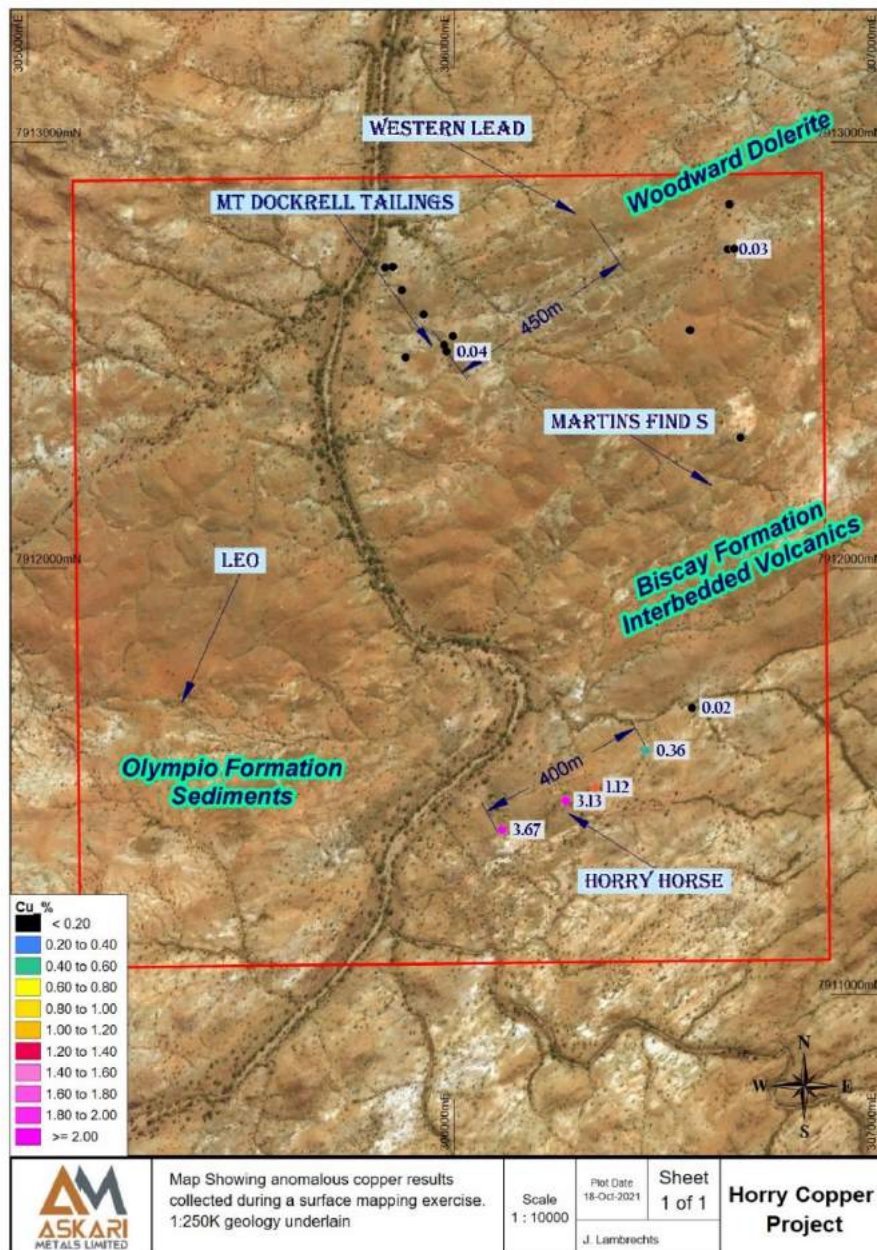 305000mE
306000mE
307000mE
7913000mN
7913000mN
WESTERN LEAD
Woodward Dolerite
MT DOCKRELL TAILINGS
0.03
450m
0.04
MARTINS FIND S
7912000mN
7912000mN
Biscay Formation
Interbedded Volcanics
LEO
0.02
0.36
Olympio Formation
Sediments
400m
1.12
3.13
3.67
HORRY HORSE
Cu_%
< 0.20
0.20 to 0.40
0.40 to 0.60
0.60 to 0.80
0.80 to 1.00
1.00 to 1.20
1.20 to 1.40
1.40 to 1.60
1.60 to 1.80
1.80 to 2.00
>= 2.00
7911000mN
N
W
E
S
306000mE
307000mE
AM
ASKARI
METALS LIMITED
Map Showing anomalous copper results
collected during a surface mapping exercise.
1:250K geology underlain
Scale
1 : 10000
Plot Date
18-Oct-2021
J. Lambrechts
Sheet
1 of 1
Horry Copper
Project